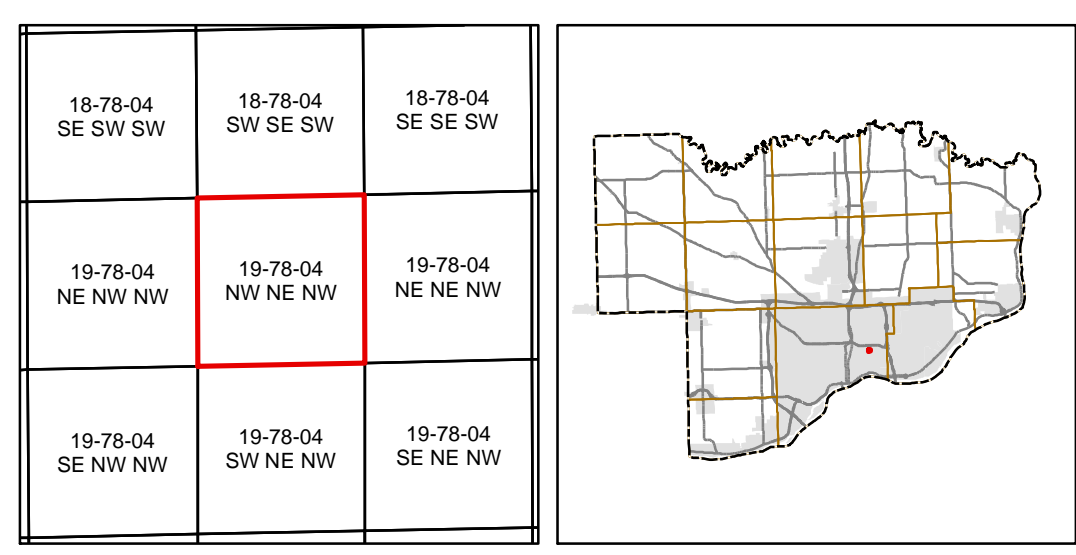 18-78-04
SE SW SW
18-78-04
SW SE SW
18-78-04
SE SE SW
19-78-04
NE NW NW
19-78-04
NW NE NW
19-78-04
NE NE NW
19-78-04
SE NW NW
19-78-04
SW NE NW
19-78-04
SE NE NW